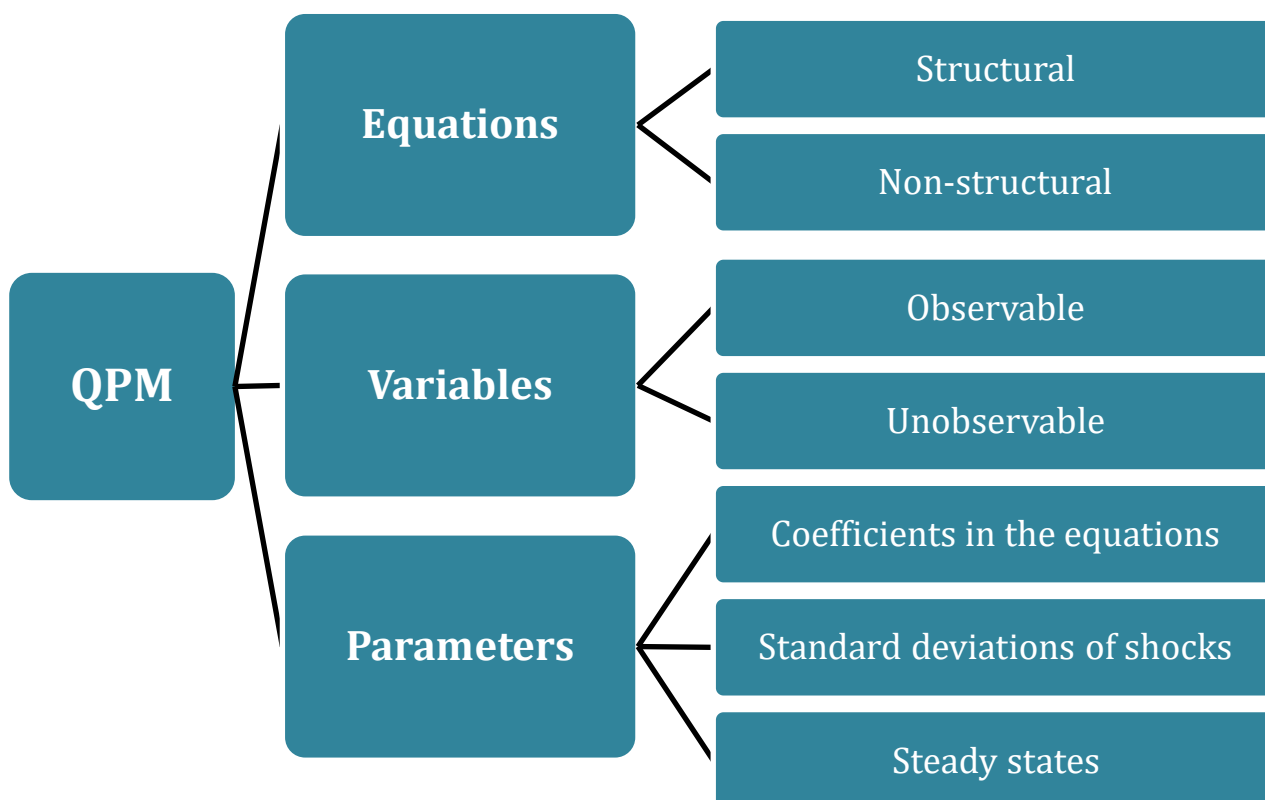 QPM
Equations
Structural
Non-structural
Variables
Observable
Unobservable
Parameters
Coefficients in the equations
Standard deviations of shocks
Steady states